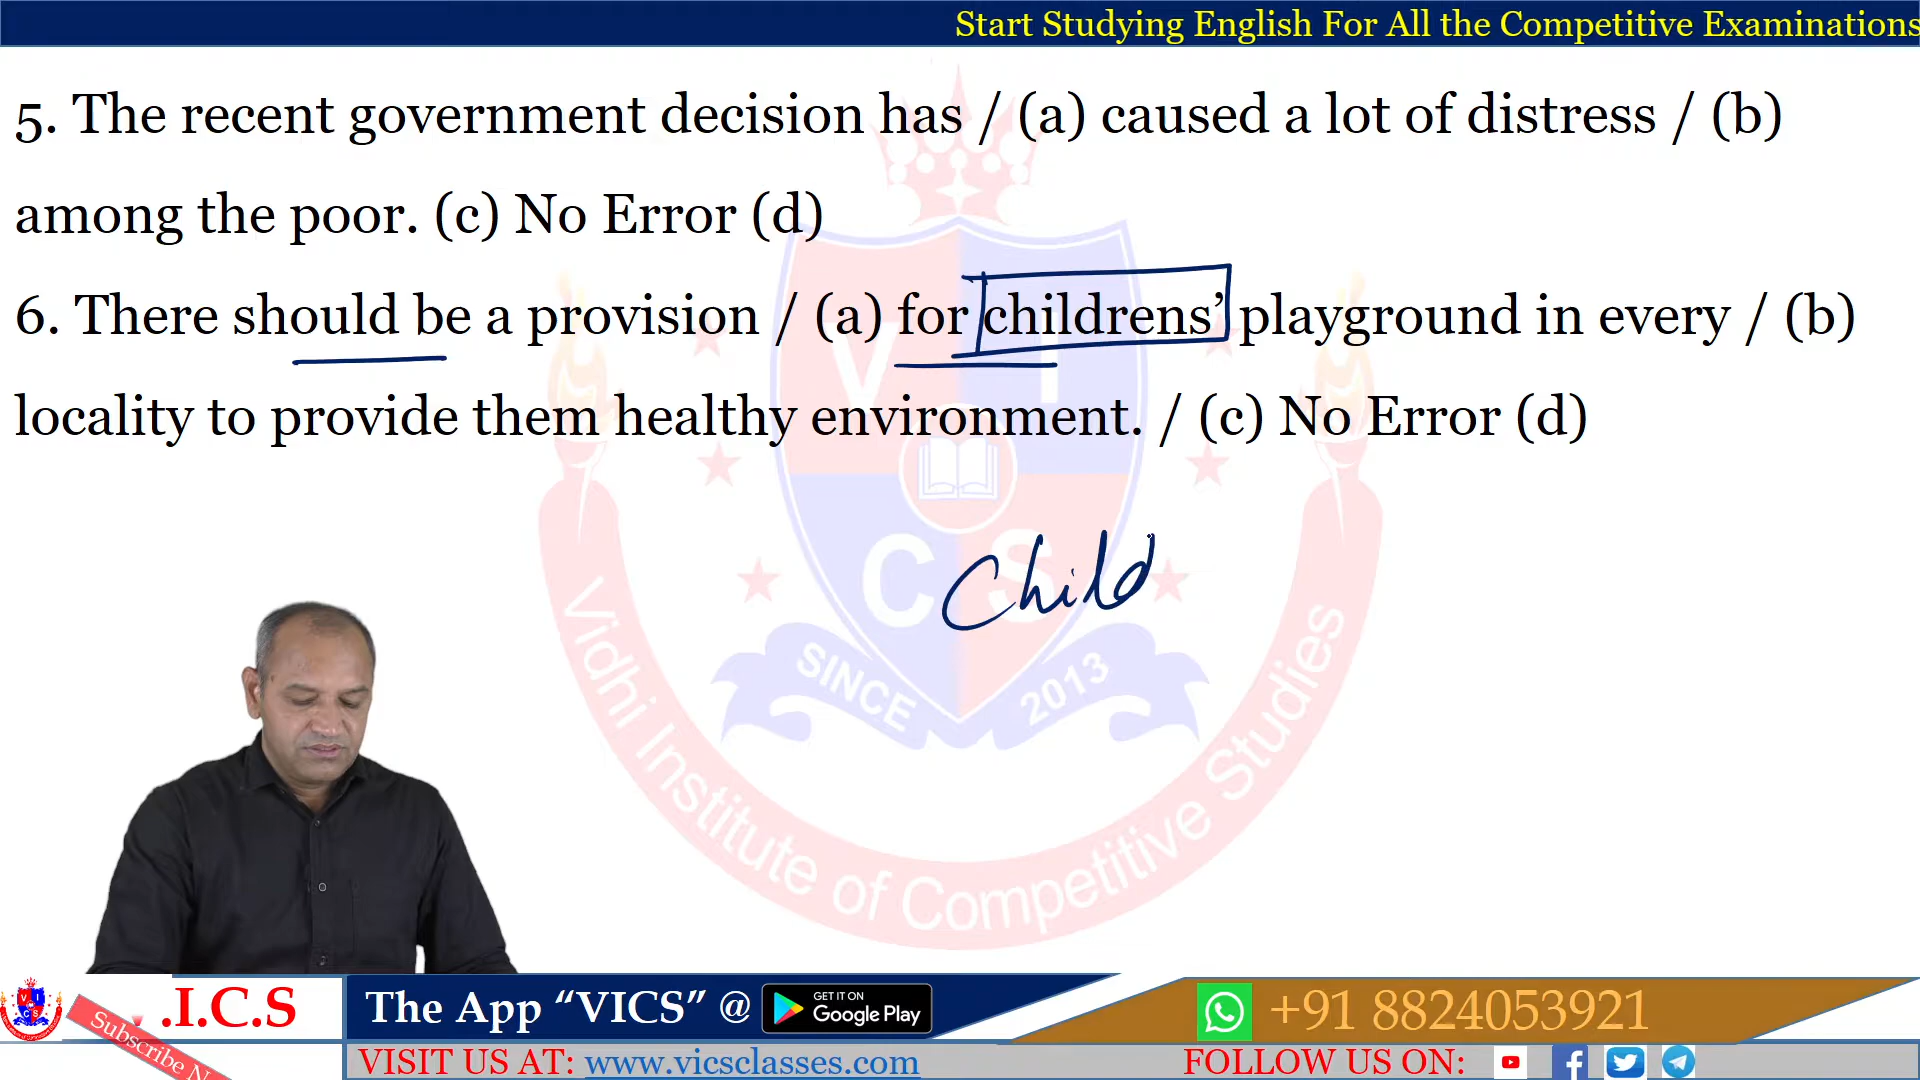 Start Studying English For All the Competitive Examinations
5. The recent government decision has / (a) caused a lot of distress / (b)
among the poor. (c) No Error (d)
6. There should be a provision / (a) for childrens’ playground in every / (b)
locality to provide them healthy environment. / (c) No Error (d)
V I
C S
Child
SINCE 2013
Vidhi Institute of Competitive Studies
.I.C.S
Subscribe N
The App “VICS” @
GET IT ON
Google Play
+91 8824053921
VISIT US AT: www.vicsclasses.com
FOLLOW US ON: